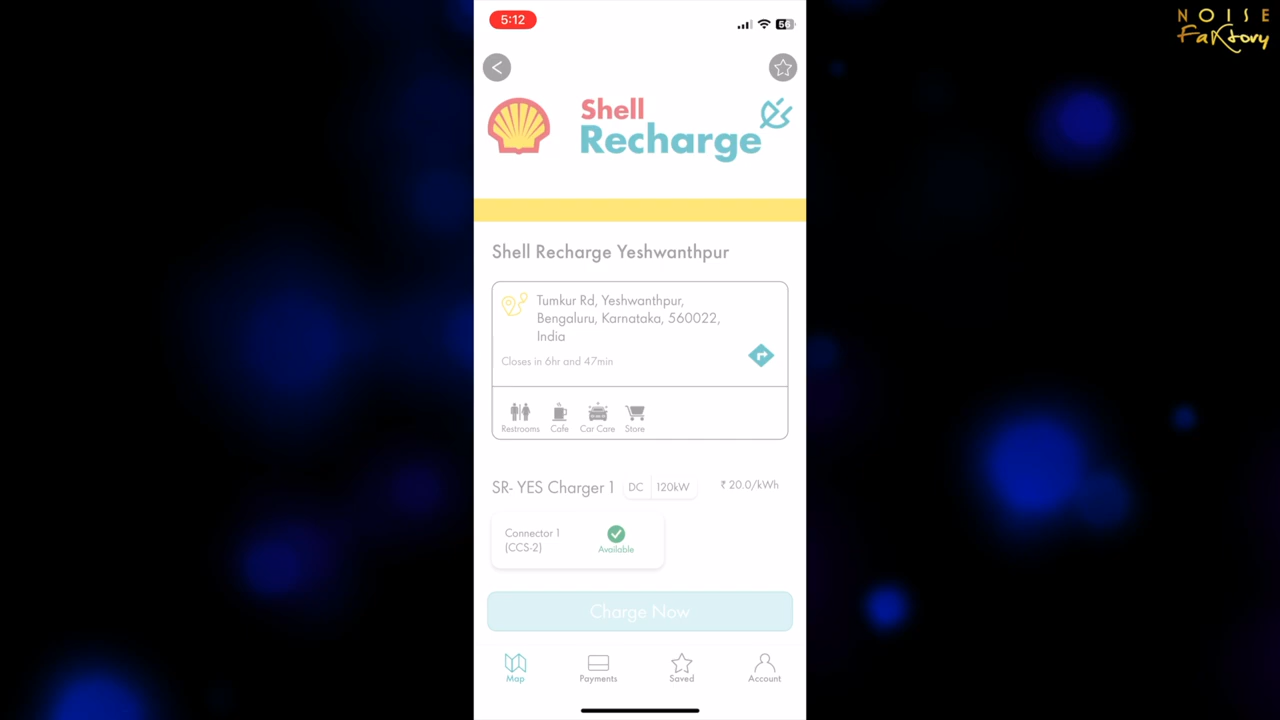 5:12
56
NOISE
FaKtory
Shell
Recharge
Shell Recharge Yeshwanthpur
Tumkur Rd, Yeshwanthpur,
Bengaluru, Karnataka, 560022,
India
Closes in 6hr and 47min
Restrooms Cafe Car Care Store
SR- YES Charger 1 DC 120kW ₹ 20.0/kWh
Connector 1
(CCS-2)
Available
Charge Now
Map Payments Saved Account